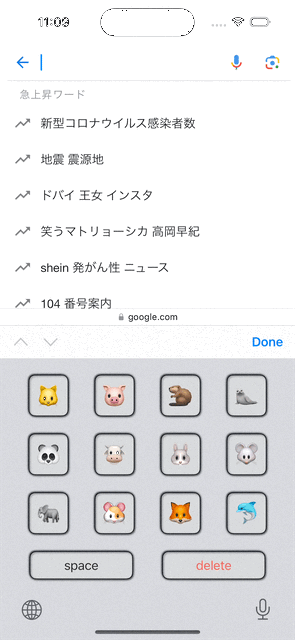 11:09
急上昇ワード
新型コロナウイルス感染者数
地震 震源地
ドバイ 王女 インスタ
笑うマトリョーシカ 高岡早紀
shein 発がん性 ニュース
104 番号案内
google.com
Done
space
delete